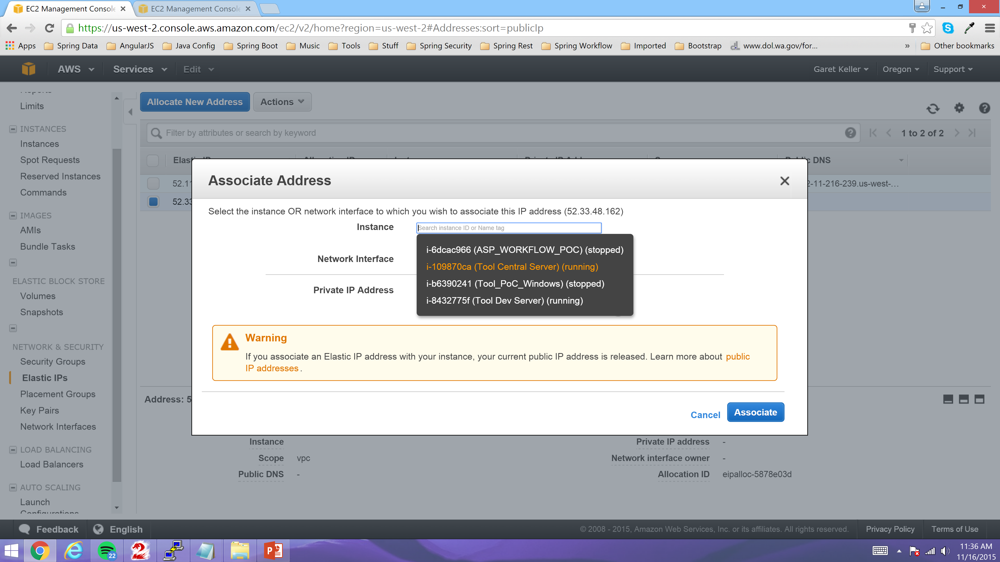 EC2 Management Console
EC2 Management Console
https://us-west-2.console.aws.amazon.com/ec2/v2/home?region=us-west-2#Addresses:sort=publicIp
Apps Spring Data AngularJS Java Config Spring Boot Music Tools Stuff Spring Security Spring Rest Spring Workflow Imported Bootstrap www.dol.wa.gov/for... » Other bookmarks
AWS Services Edit Garet Keller Oregon Support
Limits
INSTANCES
Instances
Spot Requests
Reserved Instances
Commands
IMAGES
AMIs
Bundle Tasks
ELASTIC BLOCK STORE
Volumes
Snapshots
NETWORK & SECURITY
Security Groups
Elastic IPs
Placement Groups
Key Pairs
Network Interfaces
LOAD BALANCING
Load Balancers
AUTO SCALING
Launch
Configurations
Allocate New Address Actions
Filter by attributes or search by keyword
1 to 2 of 2
DNS
52.11
2-11-216-239.us-west-...
52.33
Associate Address
Select the instance OR network interface to which you wish to associate this IP address (52.33.48.162)
Instance
Search instance ID or Name tag
i-6dcac966 (ASP_WORKFLOW_POC) (stopped)
i-109870ca (Tool Central Server) (running)
i-b6390241 (Tool_PoC_Windows) (stopped)
i-8432775f (Tool Dev Server) (running)
Network Interface
Private IP Address
Warning
If you associate an Elastic IP address with your instance, your current public IP address is released. Learn more about public
IP addresses.
Cancel Associate
Address: 5
Instance
Private IP address -
Scope vpc
Network interface owner -
Public DNS -
Allocation ID eipalloc-5878e03d
Feedback English
© 2008 - 2015, Amazon Web Services, Inc. or its affiliates. All rights reserved. Privacy Policy Terms of Use
22
11:36 AM
11/16/2015